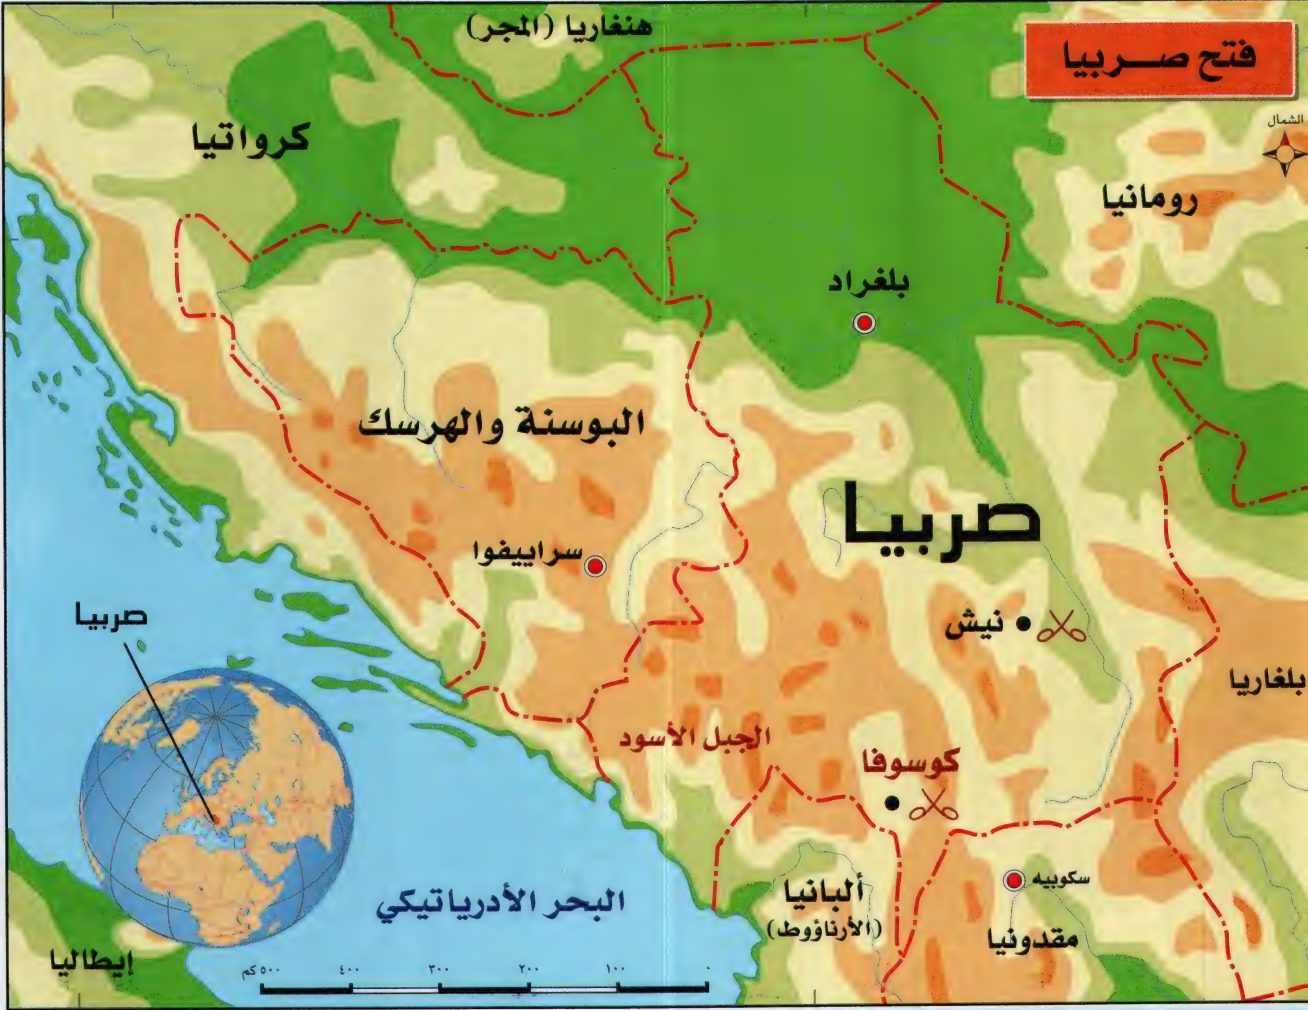 هنغاريا (المجر)
فتح صـربيا
الشمال
كرواتيا
رومانيا
بلغراد
البوسنة والهرسك
صربيا
سراييفوا
صربيا
نيش
بلغاريا
الجبل الأسود
كوسوفا
سكوبيه
ألبانيا
(الأرناؤوط)
البحر الأدرياتيكي
مقدونيا
إيطاليا
٥٠٠ كم ٤٠٠ ٣٠٠ ٢٠٠ ١٠٠ ٠